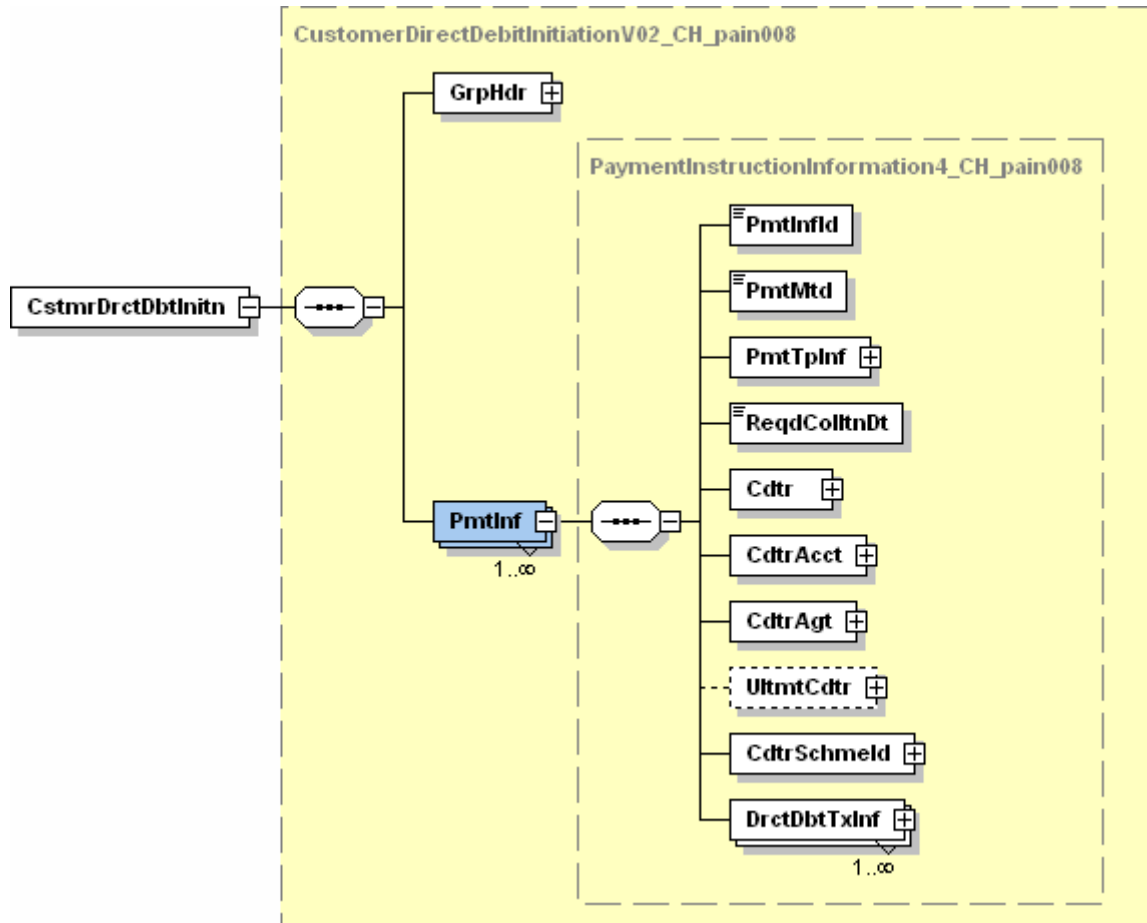 CustomerDirectDebitInitiationV02_CH_pain008
GrpHdr
PaymentInstructionInformation4_CH_pain008
PmtInfId
PmtMtd
CstmrDrctDbtInitn
PmtTpInf
ReqdColltnDt
Cdtr
PmtInf
1..∞
CdtrAcct
CdtrAgt
UltmtCdtr
CdtrSchmeId
DrctDbtTxInf
1..∞